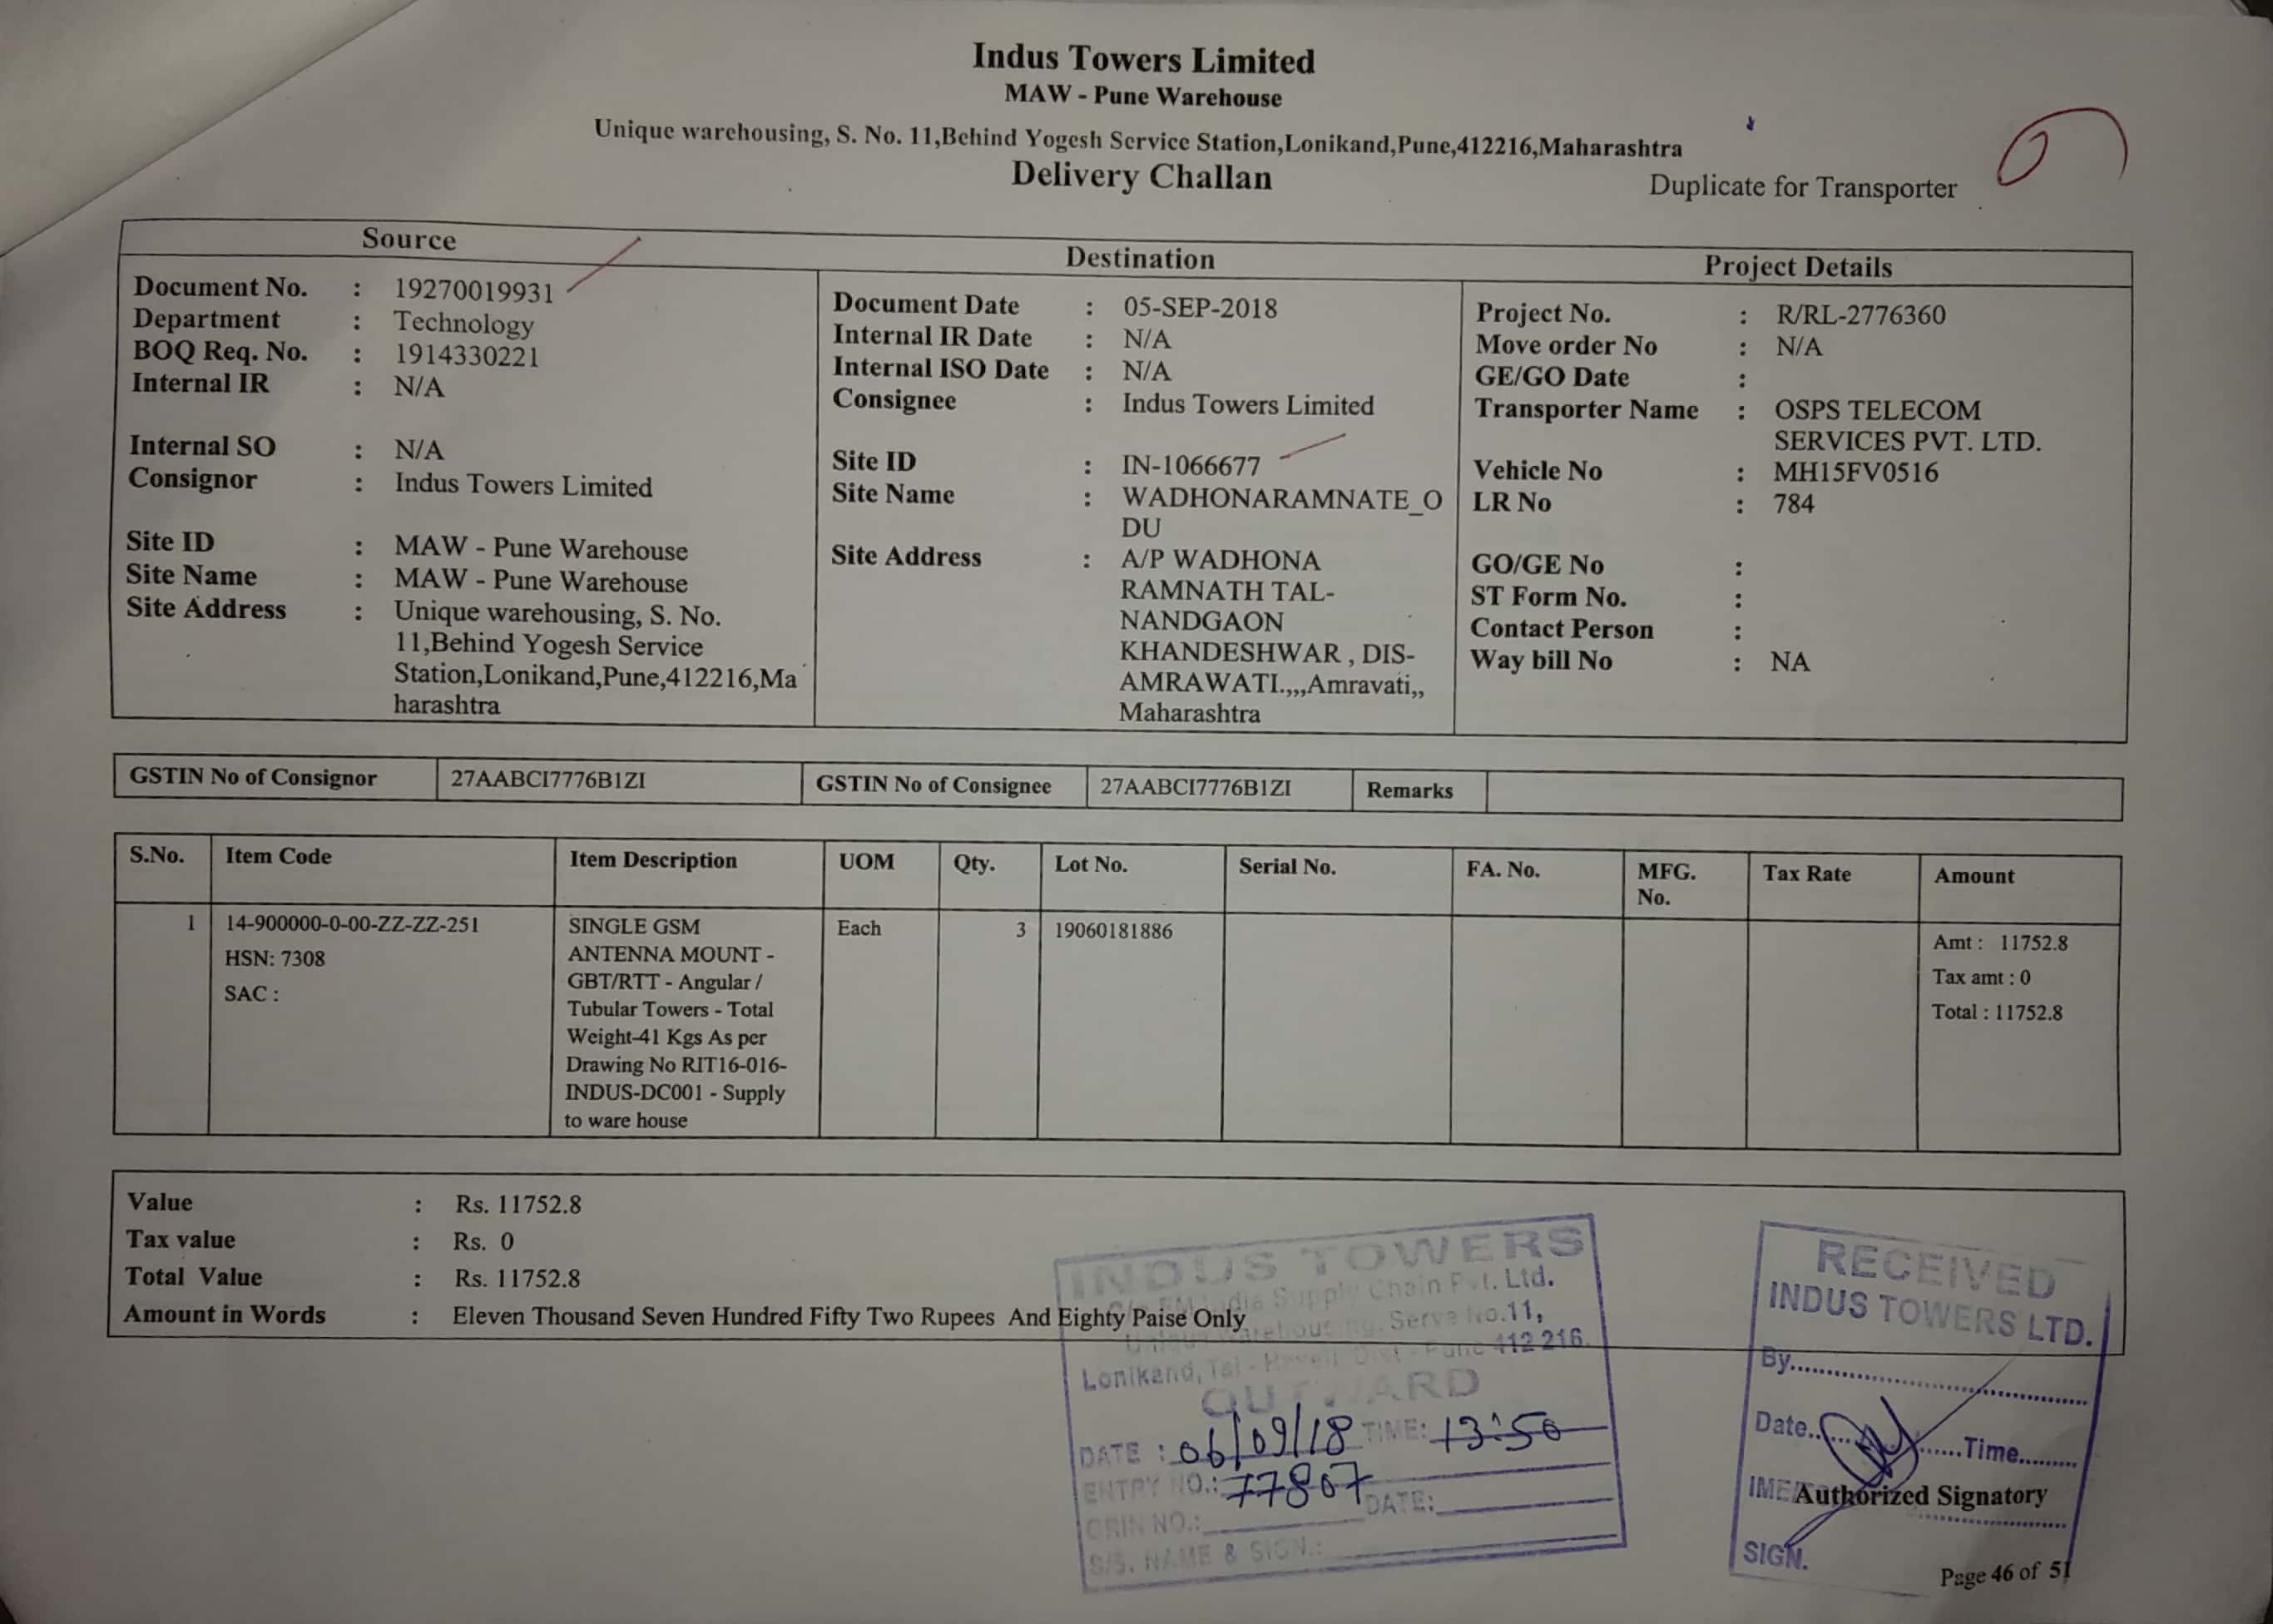 Indus Towers Limited
MAW - Pune Warehouse
Unique warehousing, S. No. 11,Behind Yogesh Service Station,Lonikand,Pune,412216,Maharashtra
Delivery Challan
Duplicate for Transporter
Source
Document No. : 19270019931
Department : Technology
BOQ Req. No. : 1914330221
Internal IR : N/A
Internal SO : N/A
Consignor : Indus Towers Limited
Site ID : MAW - Pune Warehouse
Site Name : MAW - Pune Warehouse
Site Address : Unique warehousing, S. No.
11,Behind Yogesh Service
Station,Lonikand,Pune,412216,Ma
harashtra
Destination
Document Date : 05-SEP-2018
Internal IR Date : N/A
Internal ISO Date : N/A
Consignee : Indus Towers Limited
Site ID : IN-1066677
Site Name : WADHONARAMNATE_O
DU
Site Address : A/P WADHONA
RAMNATH TAL-
NANDGAON
KHANDESHWAR , DIS-
AMRAWATI.,,,Amravati,,
Maharashtra
Project Details
Project No. : R/RL-2776360
Move order No : N/A
GE/GO Date :
Transporter Name : OSPS TELECOM
SERVICES PVT. LTD.
Vehicle No : MH15FV0516
LR No : 784
GO/GE No :
ST Form No. :
Contact Person :
Way bill No : NA
GSTIN No of Consignor 27AABCI7776B1ZI GSTIN No of Consignee 27AABCI7776B1ZI Remarks
S.No. Item Code Item Description UOM Qty. Lot No. Serial No. FA. No. MFG. No. Tax Rate Amount
1 14-900000-0-00-ZZ-ZZ-251
HSN: 7308
SAC :
SINGLE GSM
ANTENNA MOUNT -
GBT/RTT - Angular /
Tubular Towers - Total
Weight-41 Kgs As per
Drawing No RIT16-016-
INDUS-DC001 - Supply
to ware house
Each 3 19060181886
Amt : 11752.8
Tax amt : 0
Total : 11752.8
Value : Rs. 11752.8
Tax value : Rs. 0
Total Value : Rs. 11752.8
Amount in Words : Eleven Thousand Seven Hundred Fifty Two Rupees And Eighty Paise Only
INDUS TOWERS
India Supply Chain Pvt. Ltd.
Unique Warehousing, Serve No.11,
Lonikand, Tal - Haveli Dist - Pune 412 216.
OUTWARD
DATE : 06/09/18 TIME: 13:50
ENTRY NO.: 77807 DATE:
GRIN NO.:
S/S. NAME & SIGN.:
RECEIVED
INDUS TOWERS LTD.
By
Date Time
Authorized Signatory
SIGN.
Page 46 of 51